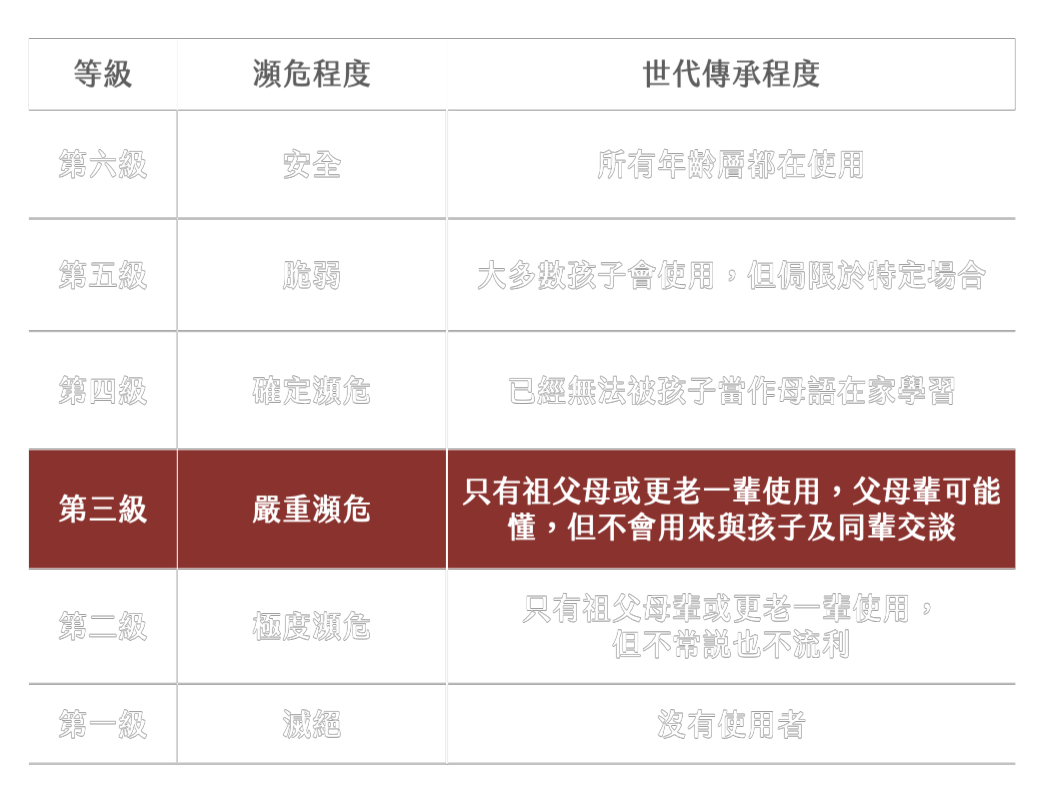 等級 瀕危程度 世代傳承程度
第六級 安全 所有年齡層都在使用
第五級 脆弱 大多數孩子會使用，但侷限於特定場合
第四級 確定瀕危 已經無法被孩子當作母語在家學習
第三級 嚴重瀕危 只有祖父母或更老一輩使用，父母輩可能
懂，但不會用來與孩子及同輩交談
第二級 極度瀕危 只有祖父母輩或更老一輩使用，
但不常說也不流利
第一級 滅絕 沒有使用者